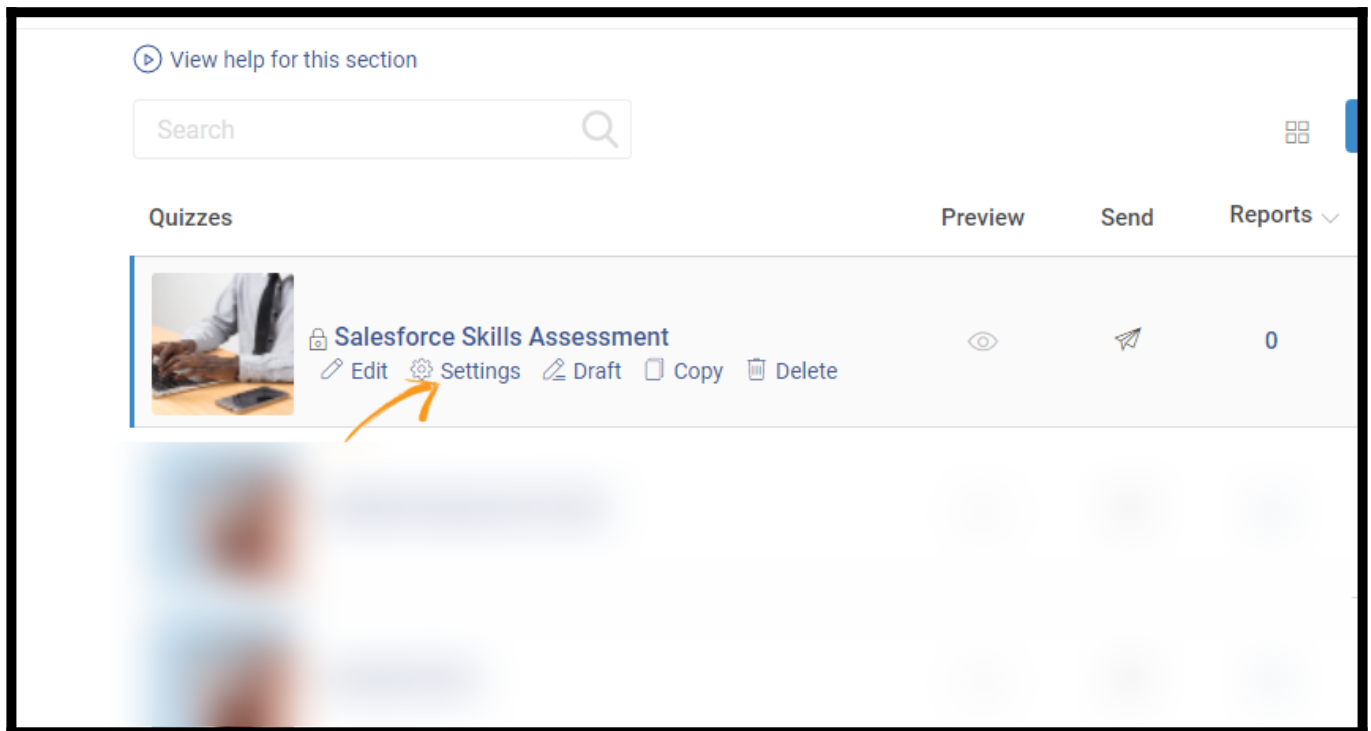 View help for this section
Search
Quizzes Preview Send Reports
Salesforce Skills Assessment
0
Edit Settings Draft Copy Delete